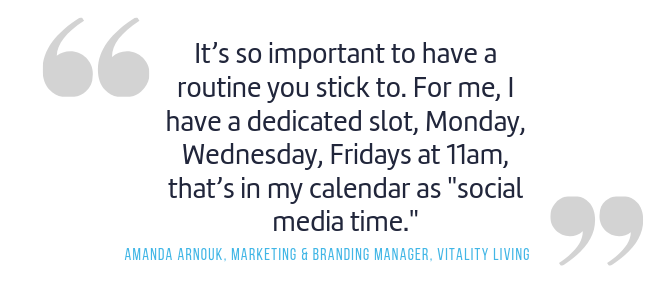 It’s so important to have a
routine you stick to. For me, I
have a dedicated slot, Monday,
Wednesday, Fridays at 11am,
that’s in my calendar as "social
media time."
AMANDA ARNOUK, MARKETING & BRANDING MANAGER, VITALITY LIVING